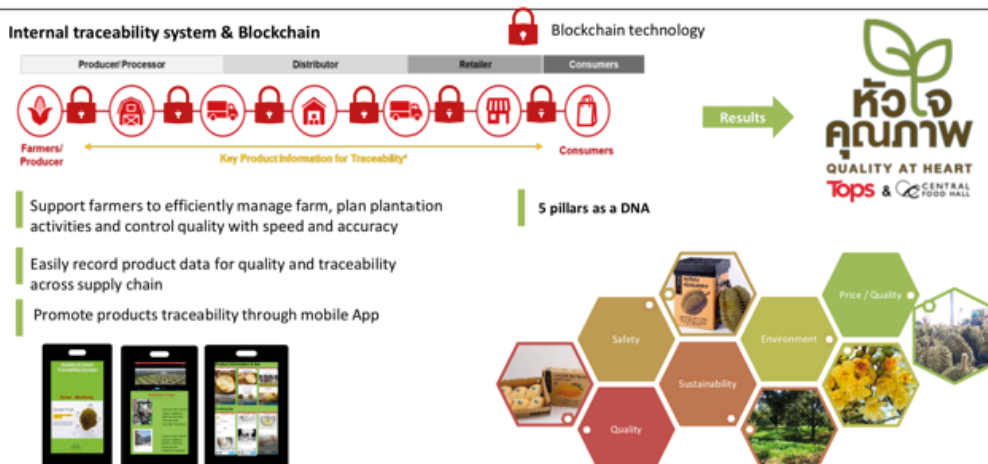 Internal traceability system & Blockchain
Blockchain technology
Producer/Processor
Distributor
Retailer
Consumers
Farmers/
Producer
Key Product Information for Traceability*
Consumers
Results
หัวใจ
คุณภาพ
QUALITY AT HEART
Tops & CENTRAL
FOOD HALL
Support farmers to efficiently manage farm, plan plantation
activities and control quality with speed and accuracy
Easily record product data for quality and traceability
across supply chain
Promote products traceability through mobile App
5 pillars as a DNA
Price / Quality
Safety
Environment
Sustainability
Quality